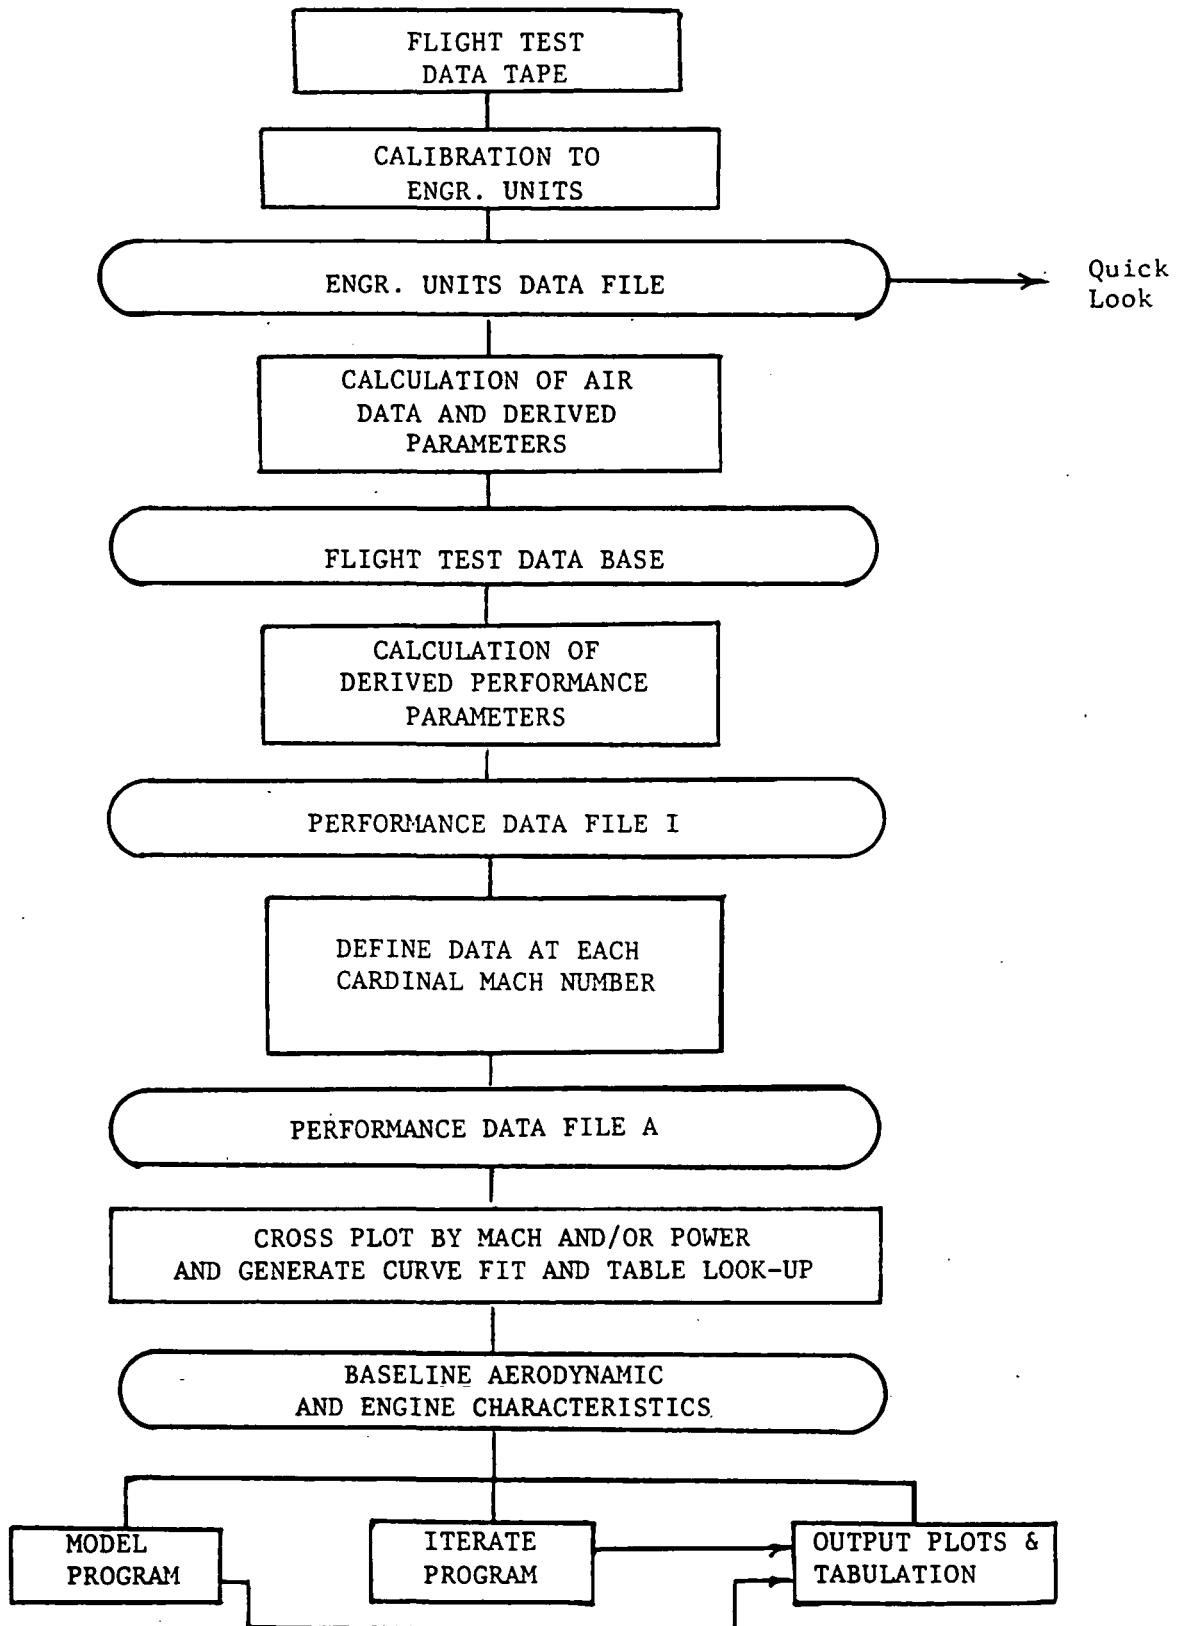 FLIGHT TEST
DATA TAPE
CALIBRATION TO
ENGR. UNITS
ENGR. UNITS DATA FILE
Quick
Look
CALCULATION OF AIR
DATA AND DERIVED
PARAMETERS
FLIGHT TEST DATA BASE
CALCULATION OF
DERIVED PERFORMANCE
PARAMETERS
PERFORMANCE DATA FILE I
DEFINE DATA AT EACH
CARDINAL MACH NUMBER
PERFORMANCE DATA FILE A
CROSS PLOT BY MACH AND/OR POWER
AND GENERATE CURVE FIT AND TABLE LOOK-UP
BASELINE AERODYNAMIC
AND ENGINE CHARACTERISTICS
MODEL
PROGRAM
ITERATE
PROGRAM
OUTPUT PLOTS &
TABULATION